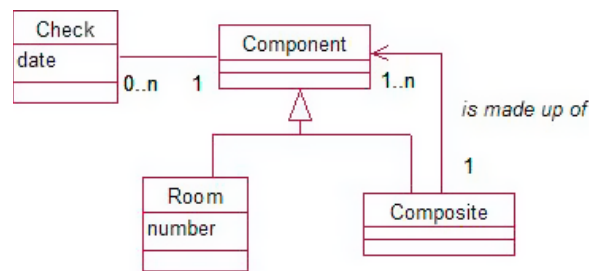 Check
date
0..n
1
Component
1..n
is made up of
1
Room
number
Composite